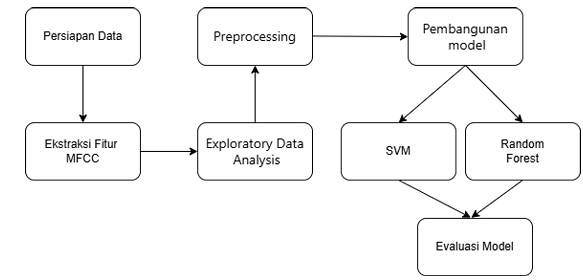 Persiapan Data
Ekstraksi Fitur
MFCC
Exploratory Data
Analysis
Preprocessing
Pembangunan
model
SVM
Random
Forest
Evaluasi Model